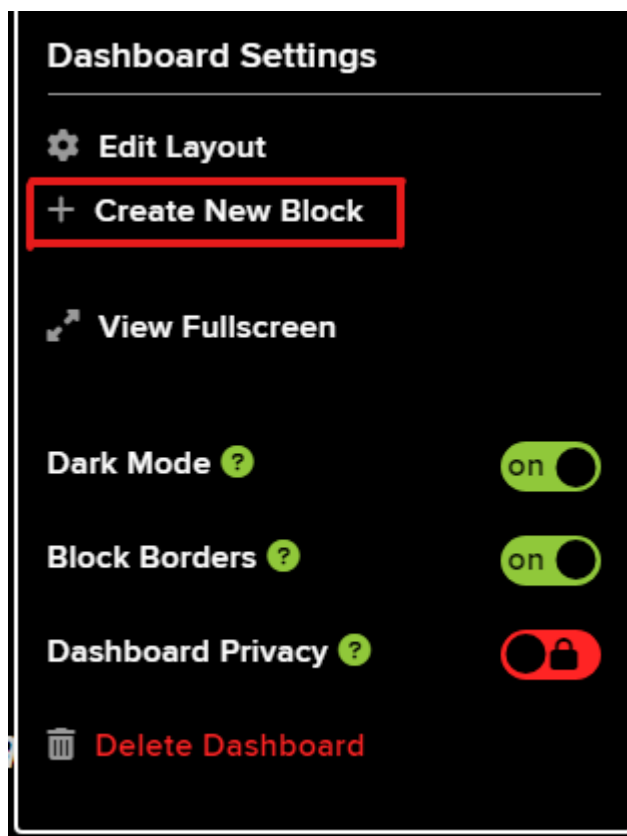 Dashboard Settings
Edit Layout
Create New Block
View Fullscreen
Dark Mode ?
on
Block Borders ?
on
Dashboard Privacy ?
Delete Dashboard